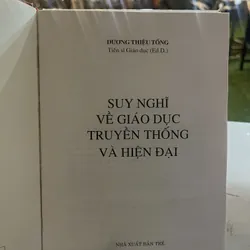 DƯƠNG THIỆU TỐNG
Tiến sĩ Giáo dục (Ed.D.)
SUY NGHĨ
VỀ GIÁO DỤC
TRUYỀN THỐNG
VÀ HIỆN ĐẠI
NHÀ XUẤT BẢN TRẺ